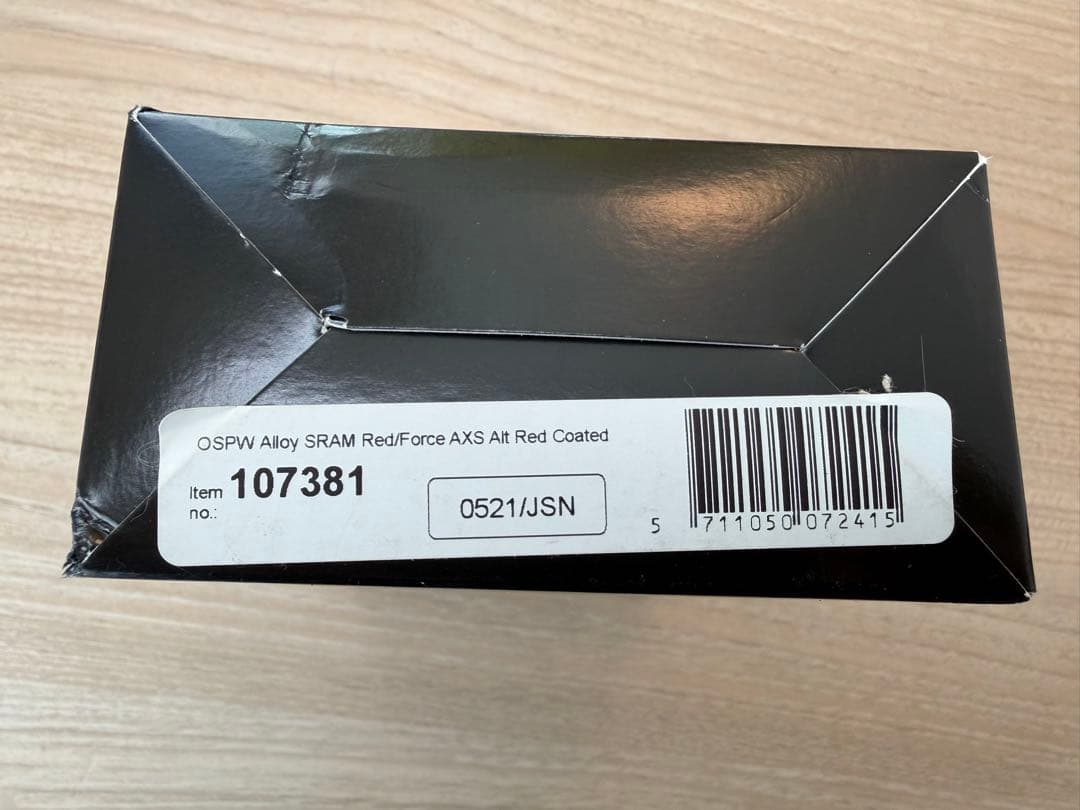 OSPW Alloy SRAM Red/Force AXS Alt Red Coated
Item no.: 107381
0521/JSN
5 711050 072415